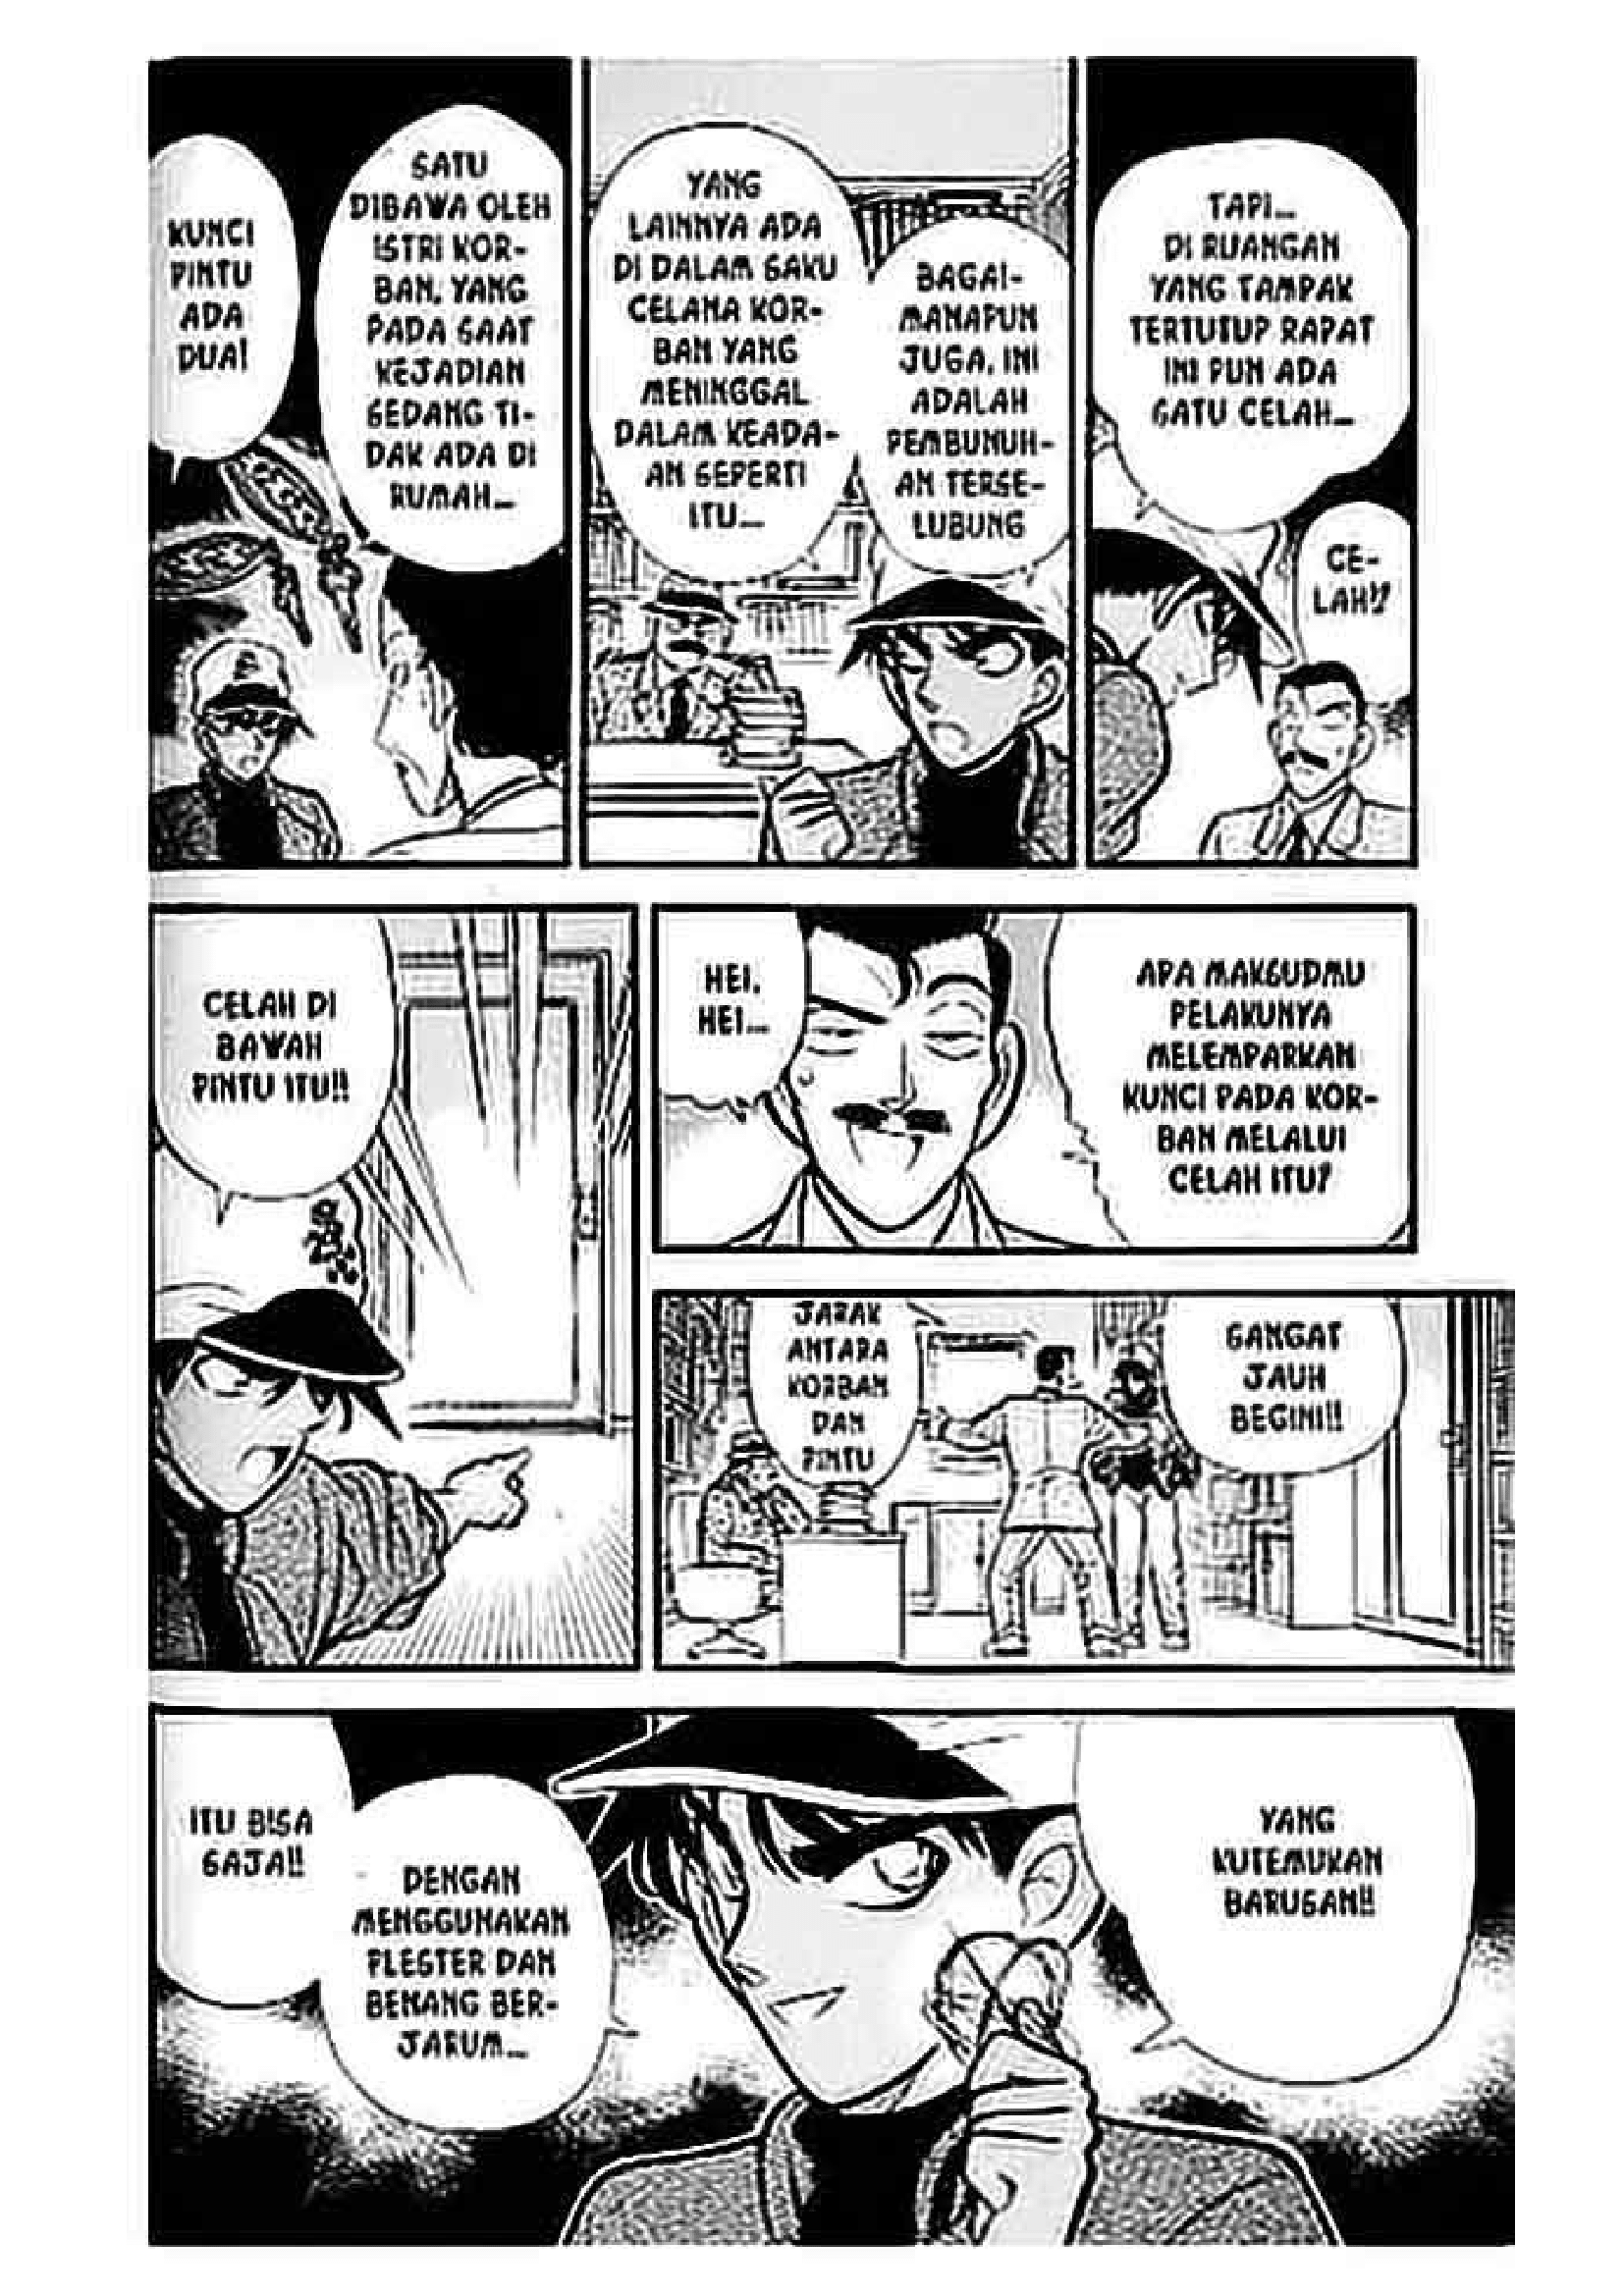 KUNCI
PINTU
ADA
DUA!
SATU
DIBAWA OLEH
ISTRI KOR-
BAN, YANG
PADA SAAT
KEJADIAN
SEDANG TI-
DAK ADA DI
RUMAH...
YANG
LAINNYA ADA
DI DALAM SAKU
CELANA KOR-
BAN YANG
MENINGGAL
DALAM KEADA-
AN SEPERTI
ITU...
BAGAI-
MANAPUN
JUGA, INI
ADALAH
PEMBUNUH-
AN TERSE-
LUBUNG
TAPI...
DI RUANGAN
YANG TAMPAK
TERTUTUP RAPAT
INI PUN ADA
SATU CELAH...
CE-
LAH!?
CELAH DI
BAWAH
PINTU ITU!!
HEI,
HEI...
APA MAKSUDMU
PELAKUNYA
MELEMPARKAN
KUNCI PADA KOR-
BAN MELALUI
CELAH ITU?
JARAK
ANTARA
KORBAN
DAN
PINTU
SANGAT
JAUH
BEGINI!!
ITU BISA
SAJA!!
DENGAN
MENGGUNAKAN
PLESTER DAN
BENANG BER-
JARUM...
YANG
KUTEMUKAN
BARUSAN!!